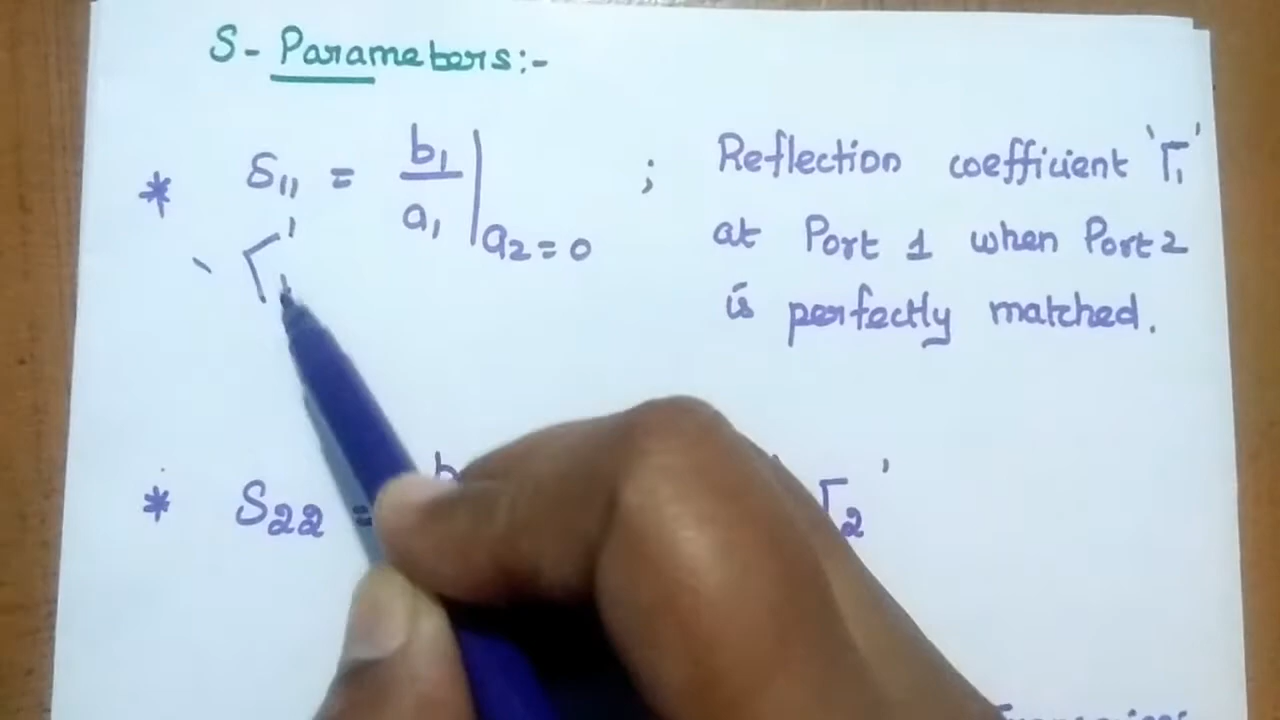 S - Parameters:-
* S11 = b1/a1 | a2 = 0 ; Reflection coefficient 'Γ1'
at Port 1 when Port 2
is perfectly matched.
'Γ1'
* S22 = b Γ2'